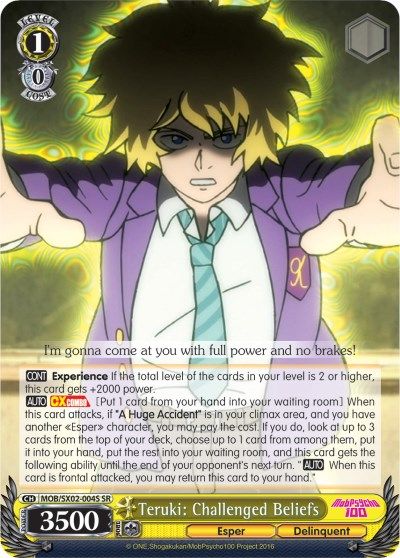 LEVEL
1
0
COST
I'm gonna come at you with full power and no brakes!
CONT Experience If the total level of the cards in your level is 2 or higher,
this card gets +2000 power.
AUTO CX COMBO [Put 1 card from your hand into your waiting room] When
this card attacks, if "A Huge Accident" is in your climax area, and you have
another «Esper» character, you may pay the cost. If you do, look at up to 3
cards from the top of your deck, choose up to 1 card from among them, put
it into your hand, put the rest into your waiting room, and this card gets the
following ability until end of your opponent's next turn. "AUTO When this
card is frontal attacked, you may return this card to your hand."
CH MOB/SX02-004S SR
Teruki: Challenged Beliefs
MobPsycho
100
POWER
3500
Esper
Delinquent
© ONE,Shogakukan/MobPsycho100 Project 2016